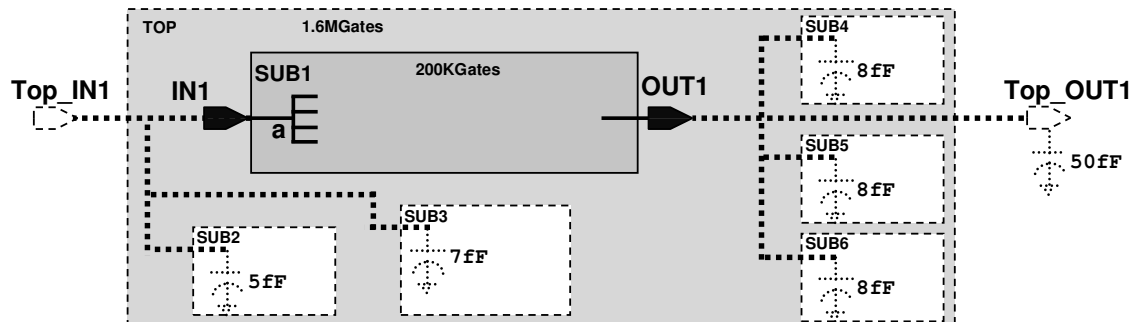 TOP 1.6MGates
SUB4
8fF
SUB1 200KGates
Top_IN1 IN1 OUT1 Top_OUT1
a
SUB5
8fF
50fF
SUB3
7fF
SUB2
5fF
SUB6
8fF